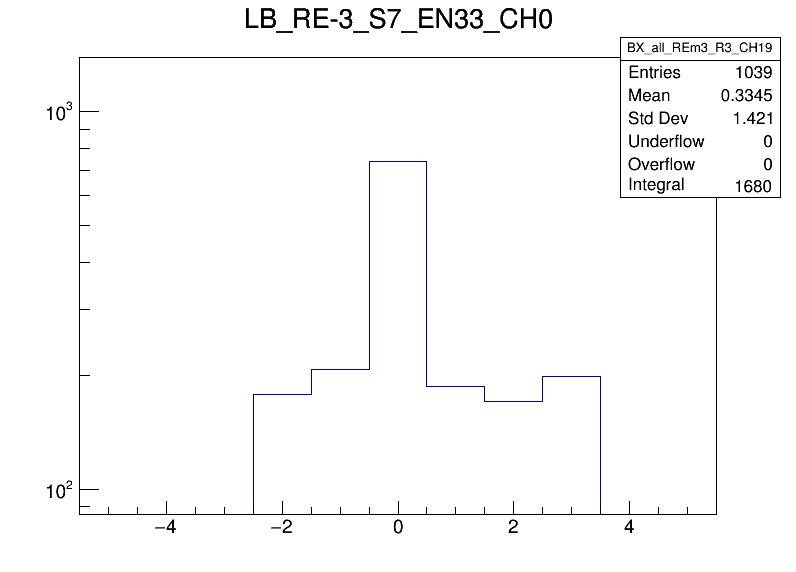 LB_RE-3_S7_EN33_CH0
BX_all_REm3_R3_CH19
Entries 1039
Mean 0.3345
Std Dev 1.421
Underflow 0
Overflow 0
Integral 1680
10³
10²
−4 −2 0 2 4